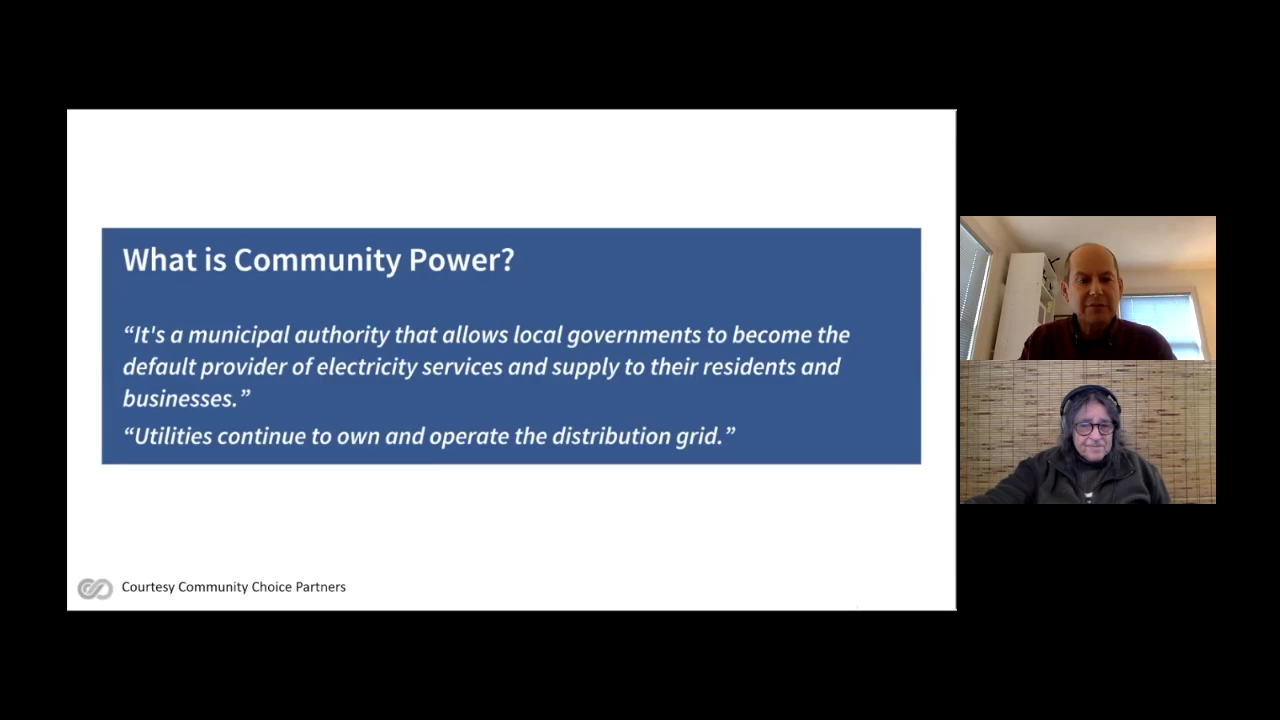 What is Community Power?
“It's a municipal authority that allows local governments to become the
default provider of electricity services and supply to their residents and
businesses.”
“Utilities continue to own and operate the distribution grid.”
Courtesy Community Choice Partners